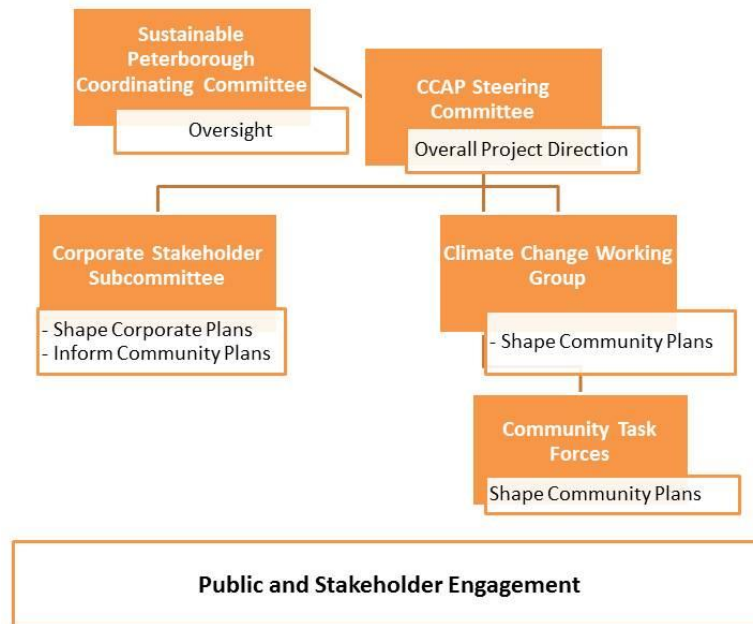 Sustainable
Peterborough
Coordinating Committee
Oversight
CCAP Steering
Committee
Overall Project Direction
Corporate Stakeholder
Subcommittee
- Shape Corporate Plans
- Inform Community Plans
Climate Change Working
Group
- Shape Community Plans
Community Task
Forces
Shape Community Plans
Public and Stakeholder Engagement